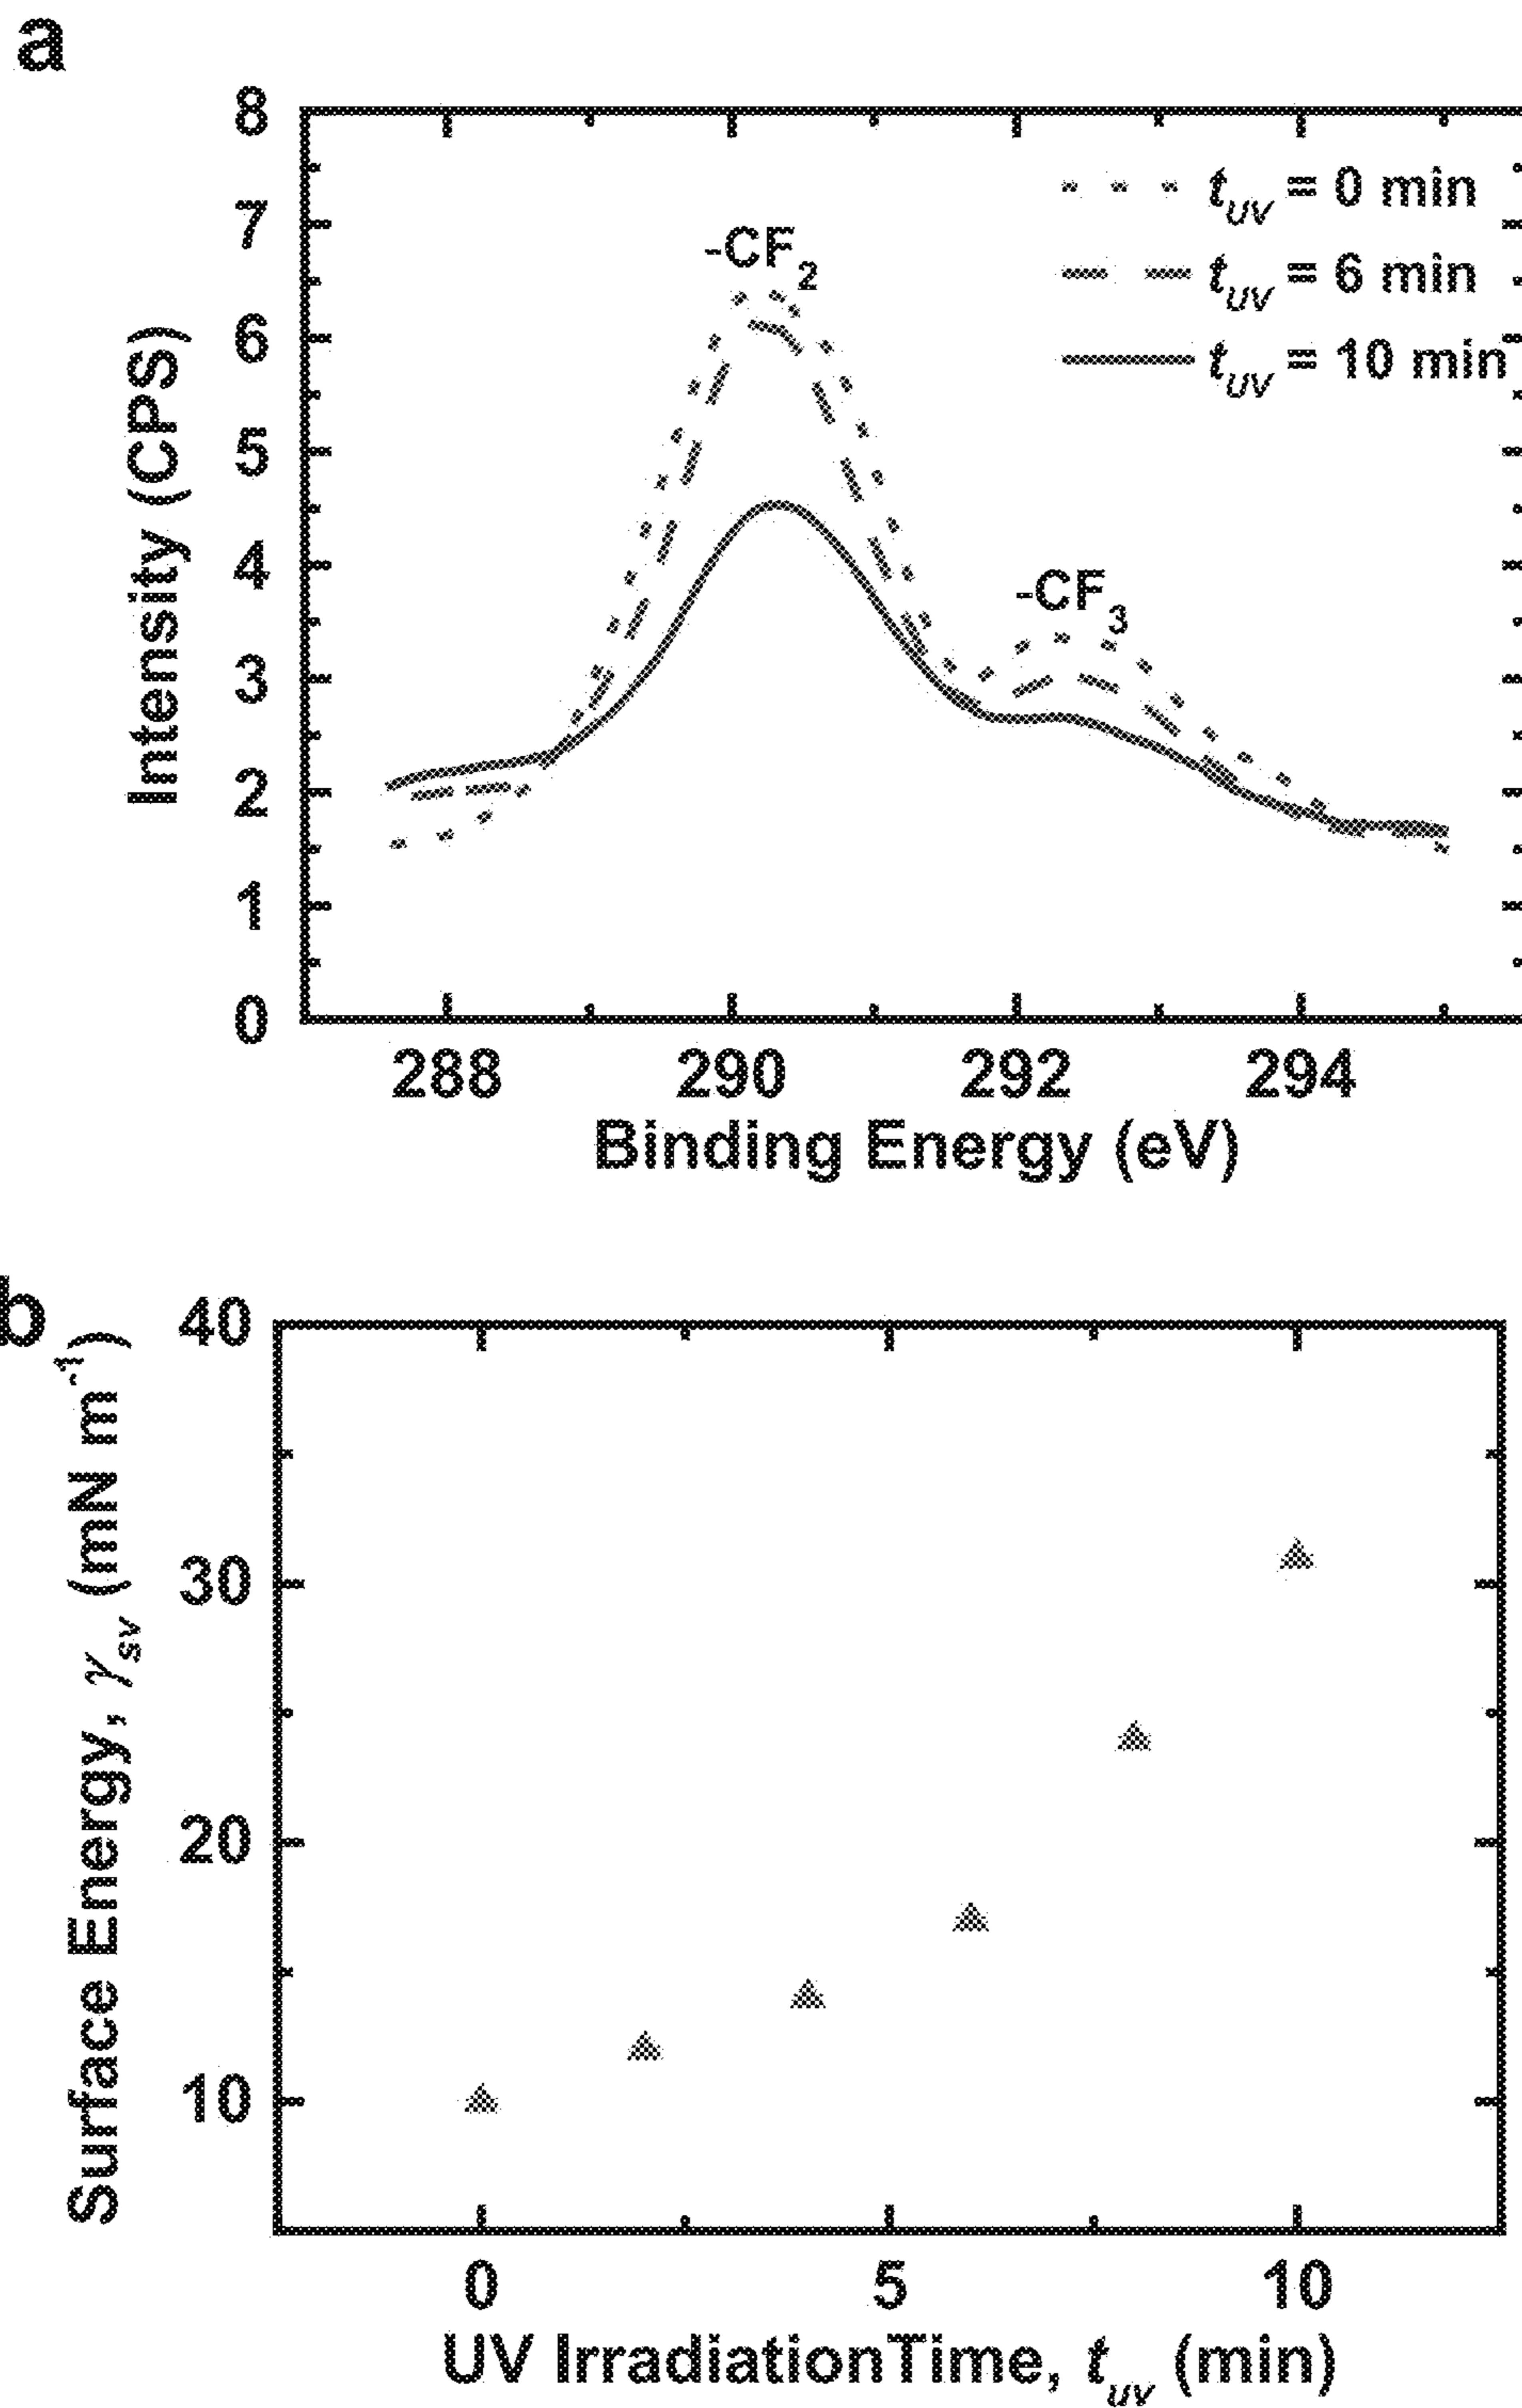 a
8
7
6
5
4
3
2
1
0
Intensity (CPS)
-CF2
-CF3
tUV = 0 min
tUV = 6 min
tUV = 10 min
288 290 292 294
Binding Energy (eV)
b
40
30
20
10
Surface Energy, γsv (mN m-1)
0 5 10
UV IrradiationTime, tuv (min)